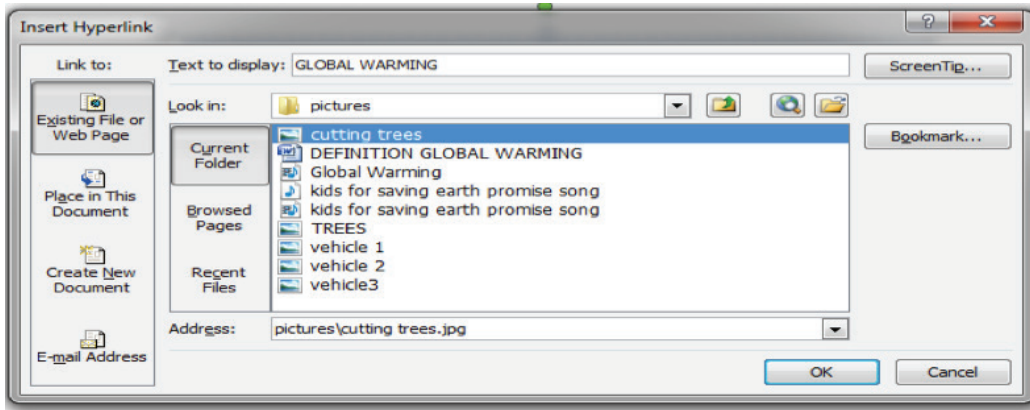 Insert Hyperlink
Link to:
Text to display: GLOBAL WARMING
ScreenTip...
Existing File or
Web Page
Look in:
pictures
Bookmark...
Current
Folder
cutting trees
DEFINITION GLOBAL WARMING
Global Warming
kids for saving earth promise song
kids for saving earth promise song
TREES
vehicle 1
vehicle 2
vehicle3
Place in This
Document
Browsed
Pages
Create New
Document
Recent
Files
E-mail Address
Address:
pictures\cutting trees.jpg
OK
Cancel